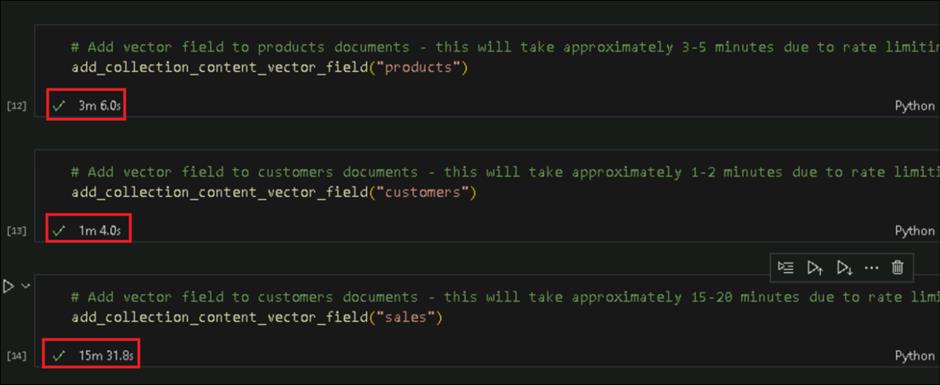 # Add vector field to products documents - this will take approximately 3-5 minutes due to rate limitin
add_collection_content_vector_field("products")
[12] 3m 6.0s Python
# Add vector field to customers documents - this will take approximately 1-2 minutes due to rate limiti
add_collection_content_vector_field("customers")
[13] 1m 4.0s Python
# Add vector field to customers documents - this will take approximately 15-20 minutes due to rate limi
add_collection_content_vector_field("sales")
[14] 15m 31.8s Python